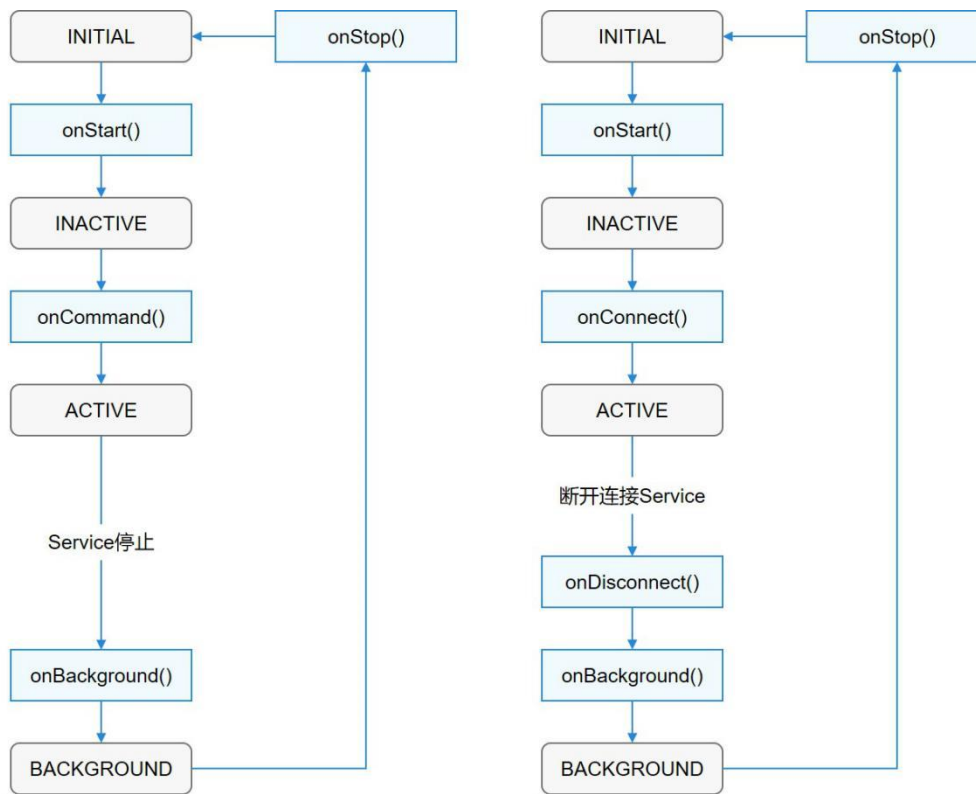 INITIAL
onStop()
onStart()
INACTIVE
onCommand()
ACTIVE
Service停止
onBackground()
BACKGROUND
INITIAL
onStop()
onStart()
INACTIVE
onConnect()
ACTIVE
断开连接Service
onDisconnect()
onBackground()
BACKGROUND